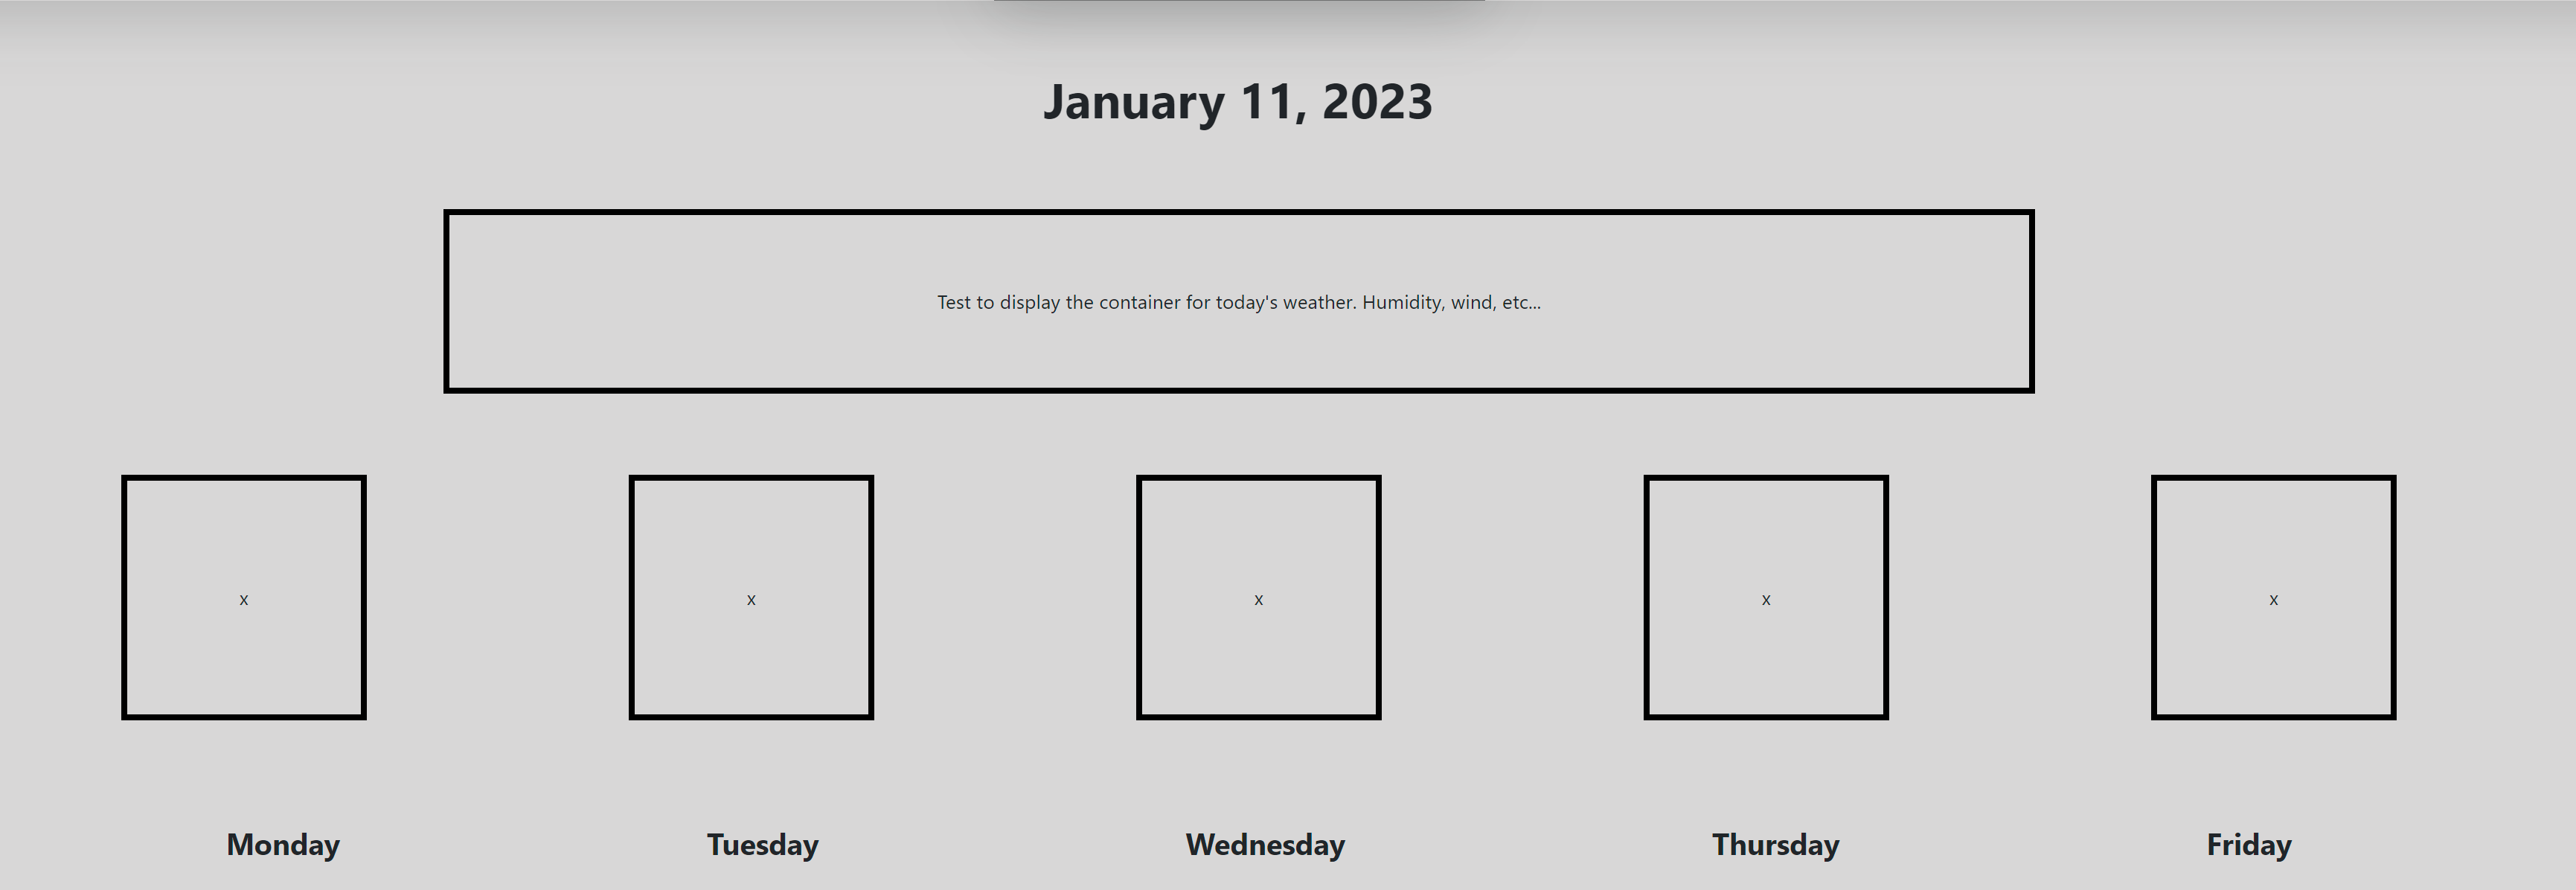 January 11, 2023
Test to display the container for today's weather. Humidity, wind, etc...
x x x x x
Monday Tuesday Wednesday Thursday Friday